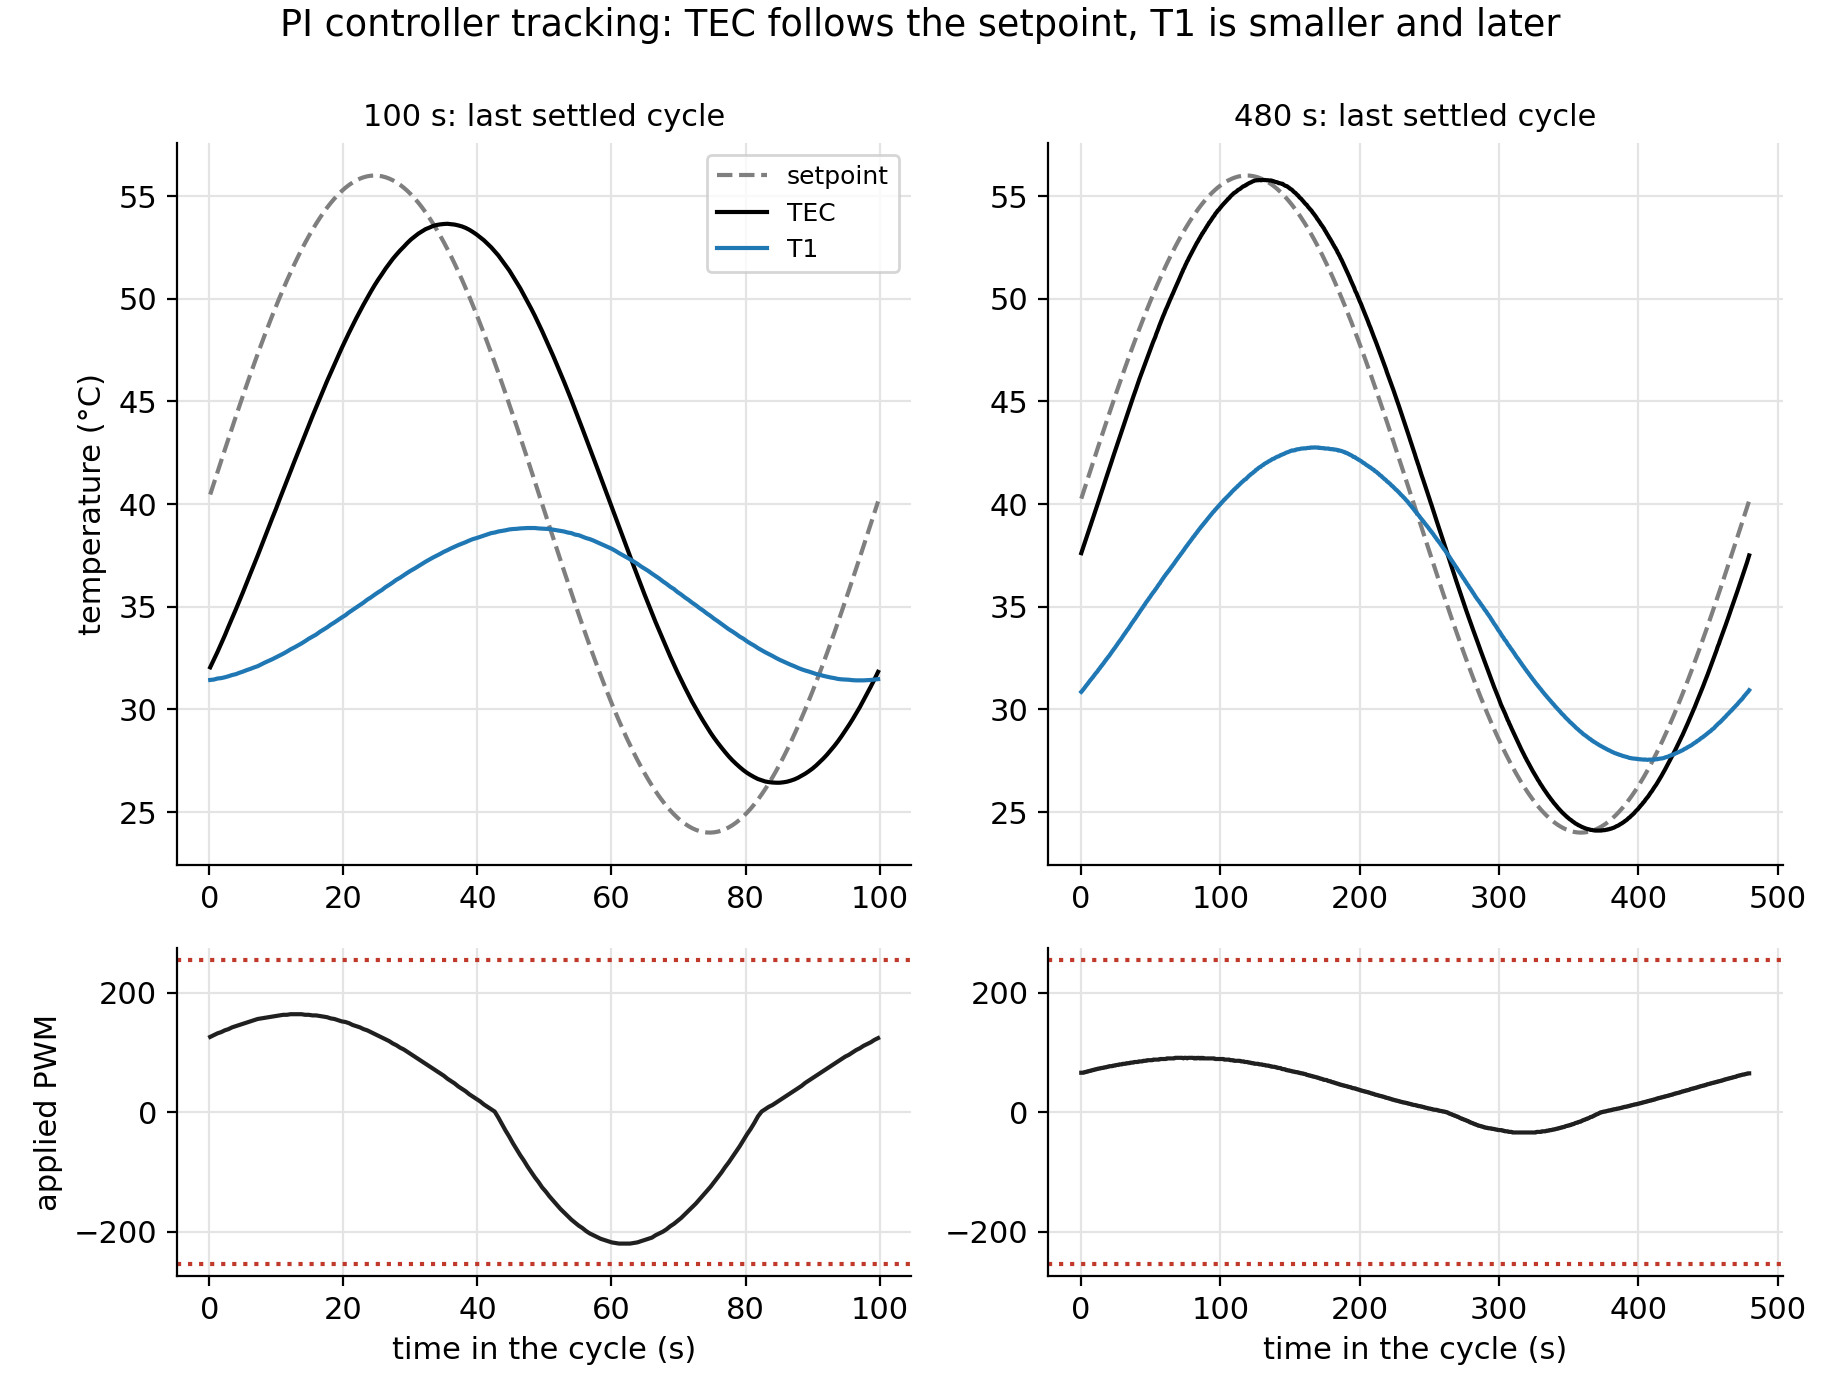 PI controller tracking: TEC follows the setpoint, T1 is smaller and later
100 s: last settled cycle
480 s: last settled cycle
setpoint
TEC
T1
temperature (°C)
55
50
45
40
35
30
25
0 20 40 60 80 100
55
50
45
40
35
30
25
0 100 200 300 400 500
applied PWM
200
0
−200
0 20 40 60 80 100
time in the cycle (s)
200
0
−200
0 100 200 300 400 500
time in the cycle (s)